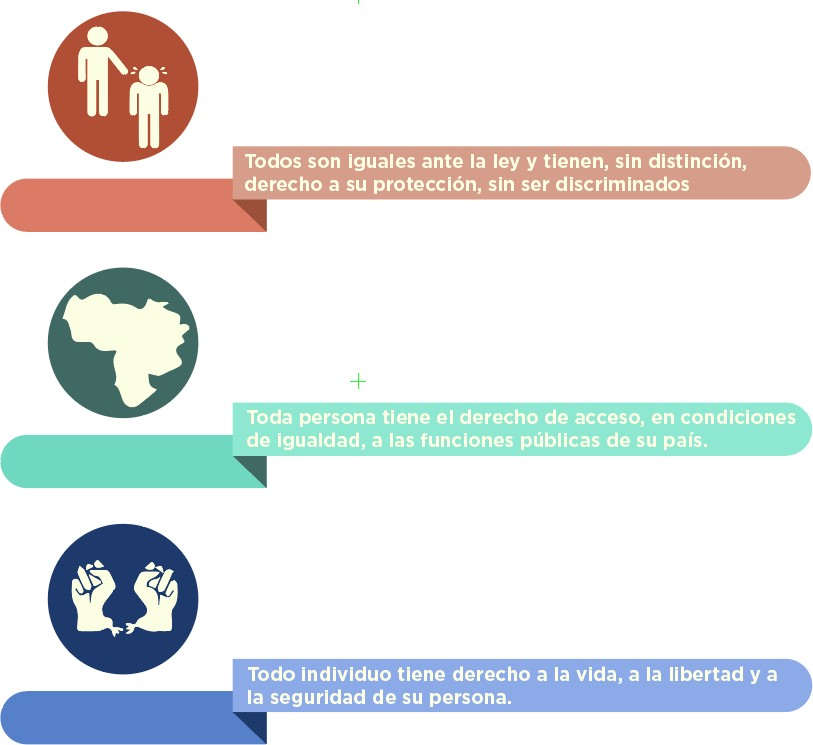 Todos son iguales ante la ley y tienen, sin distinción,
derecho a su protección, sin ser discriminados
Toda persona tiene el derecho de acceso, en condiciones
de igualdad, a las funciones públicas de su país.
Todo individuo tiene derecho a la vida, a la libertad y a
la seguridad de su persona.